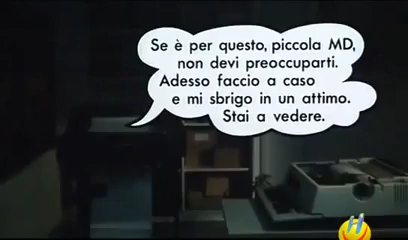 Se è per questo, piccola MD,
non devi preoccuparti.
Adesso faccio a caso
e mi sbrigo in un attimo.
Stai a vedere.